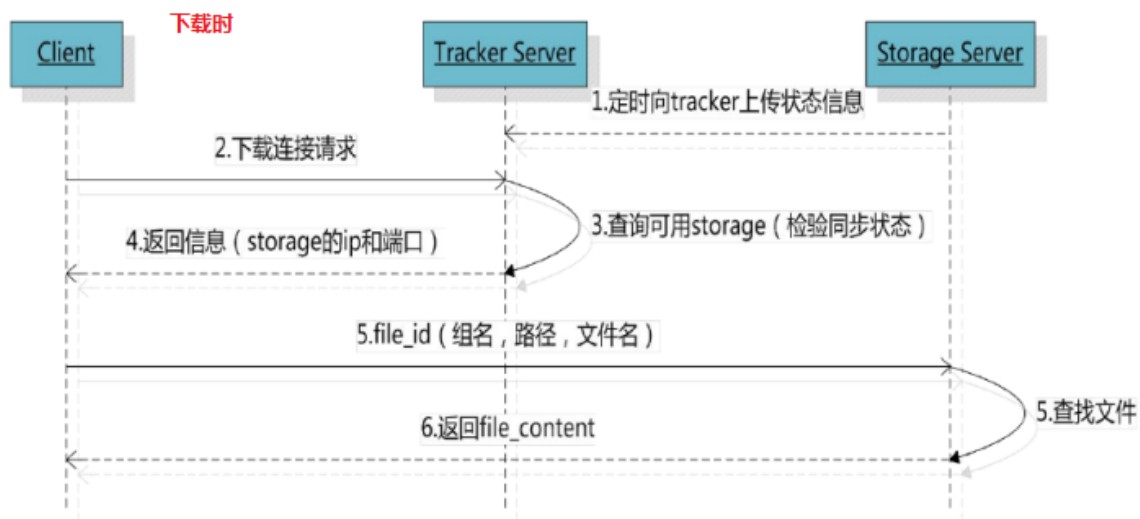 下载时
Client
Tracker Server
Storage Server
1.定时向tracker上传状态信息
2.下载连接请求
3.查询可用storage（检验同步状态）
4.返回信息（storage的ip和端口）
5.file_id（组名，路径，文件名）
5.查找文件
6.返回file_content